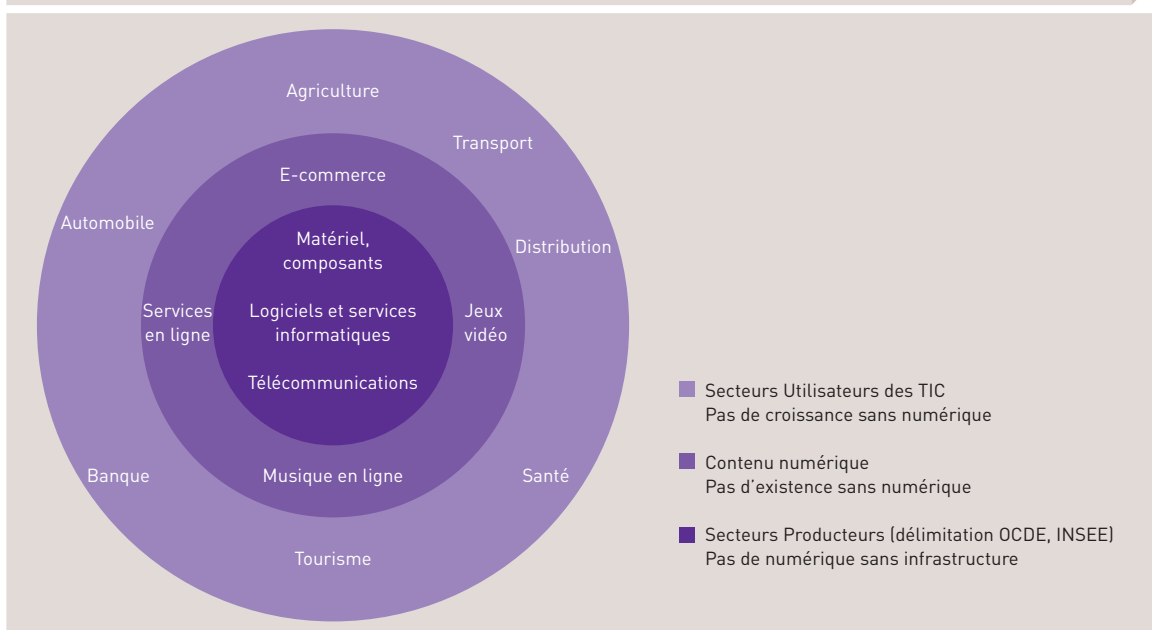 Agriculture
Transport
E-commerce
Automobile
Matériel,
composants
Distribution
Services
en ligne
Logiciels et services
informatiques
Jeux
vidéo
Télécommunications
Banque
Musique en ligne
Santé
Tourisme
Secteurs Utilisateurs des TIC
Pas de croissance sans numérique
Contenu numérique
Pas d'existence sans numérique
Secteurs Producteurs (délimitation OCDE, INSEE)
Pas de numérique sans infrastructure